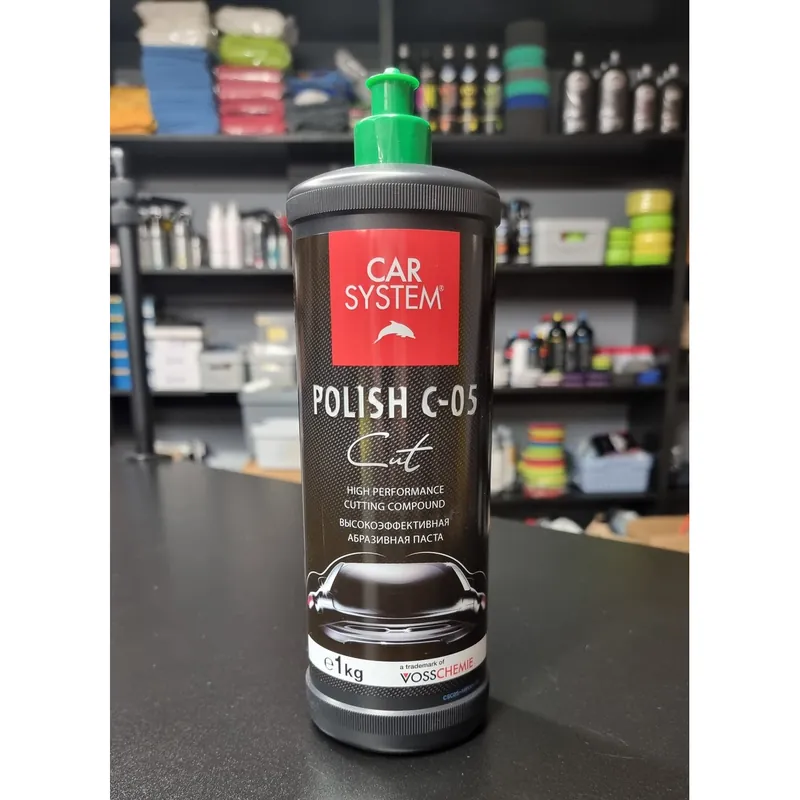 CAR
SYSTEM®
POLISH C-05
Cut
HIGH PERFORMANCE
CUTTING COMPOUND
ВЫСОКОЭФФЕКТИВНАЯ
АБРАЗИВНАЯ ПАСТА
℮1kg
a trademark of
VOSSCHEMIE